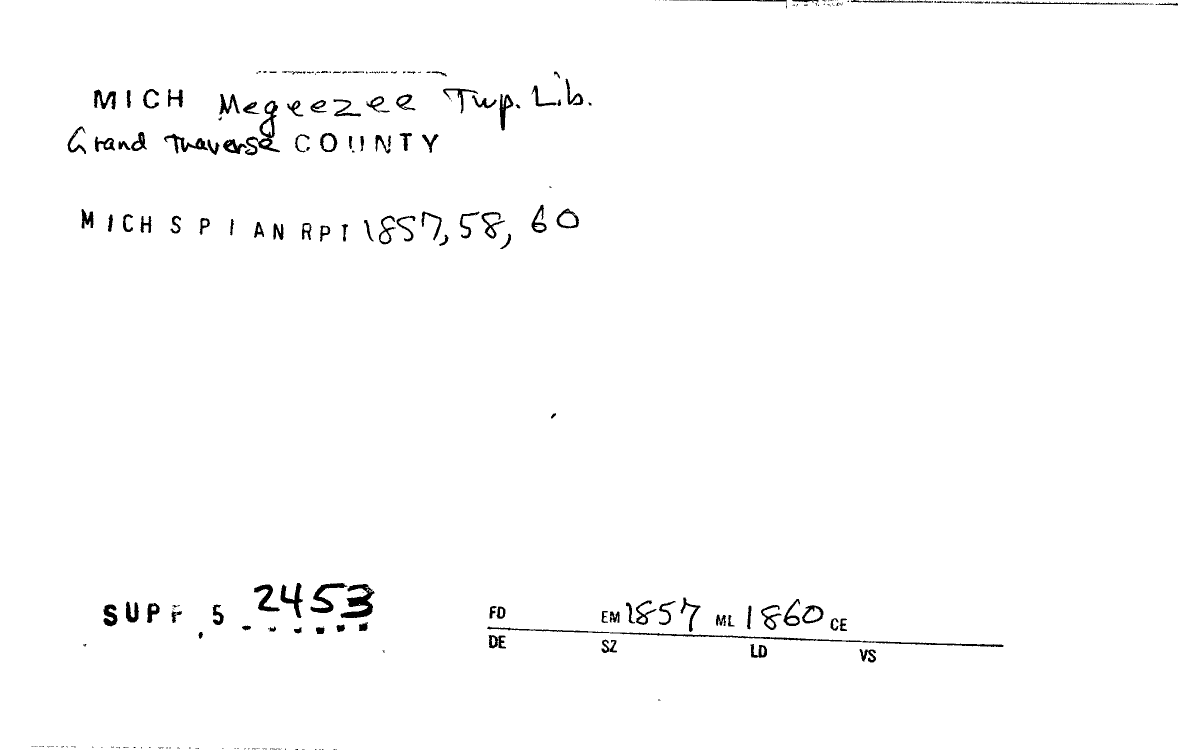 MICH Megeezee Twp. Lib.
Grand Traverse COUNTY
MICH S P I AN RPT 1857, 58, 60
SUPF .5 2453
FD EM 1857 ML 1860 CE
DE SZ LD VS